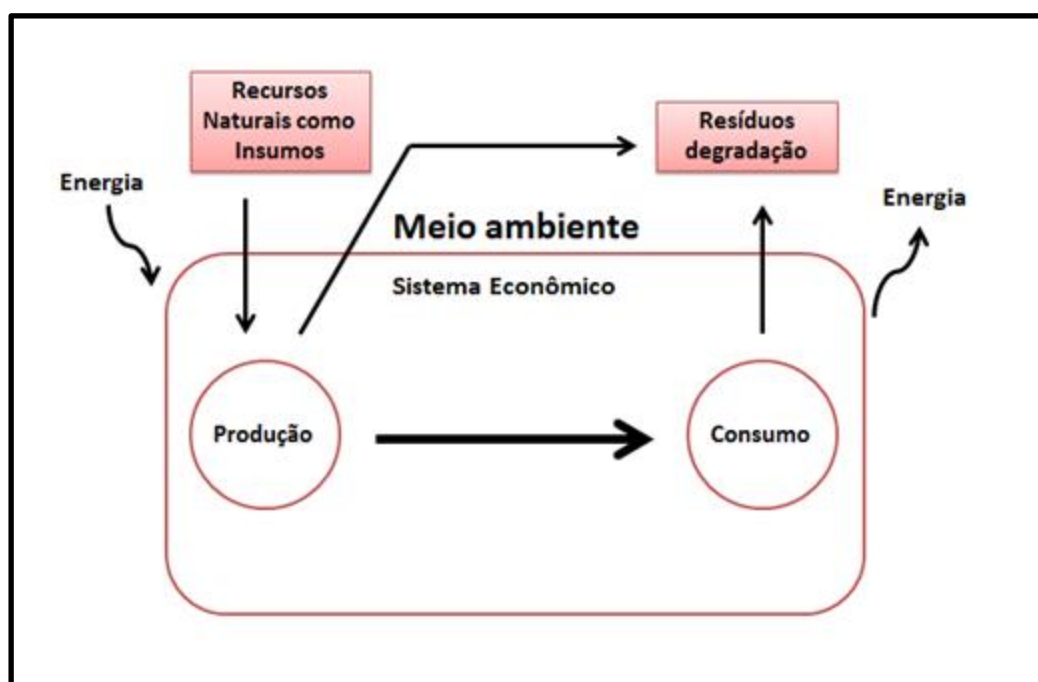 Recursos
Naturais como
Insumos
Resíduos
degradação
Energia
Energia
Meio ambiente
Sistema Econômico
Produção
Consumo